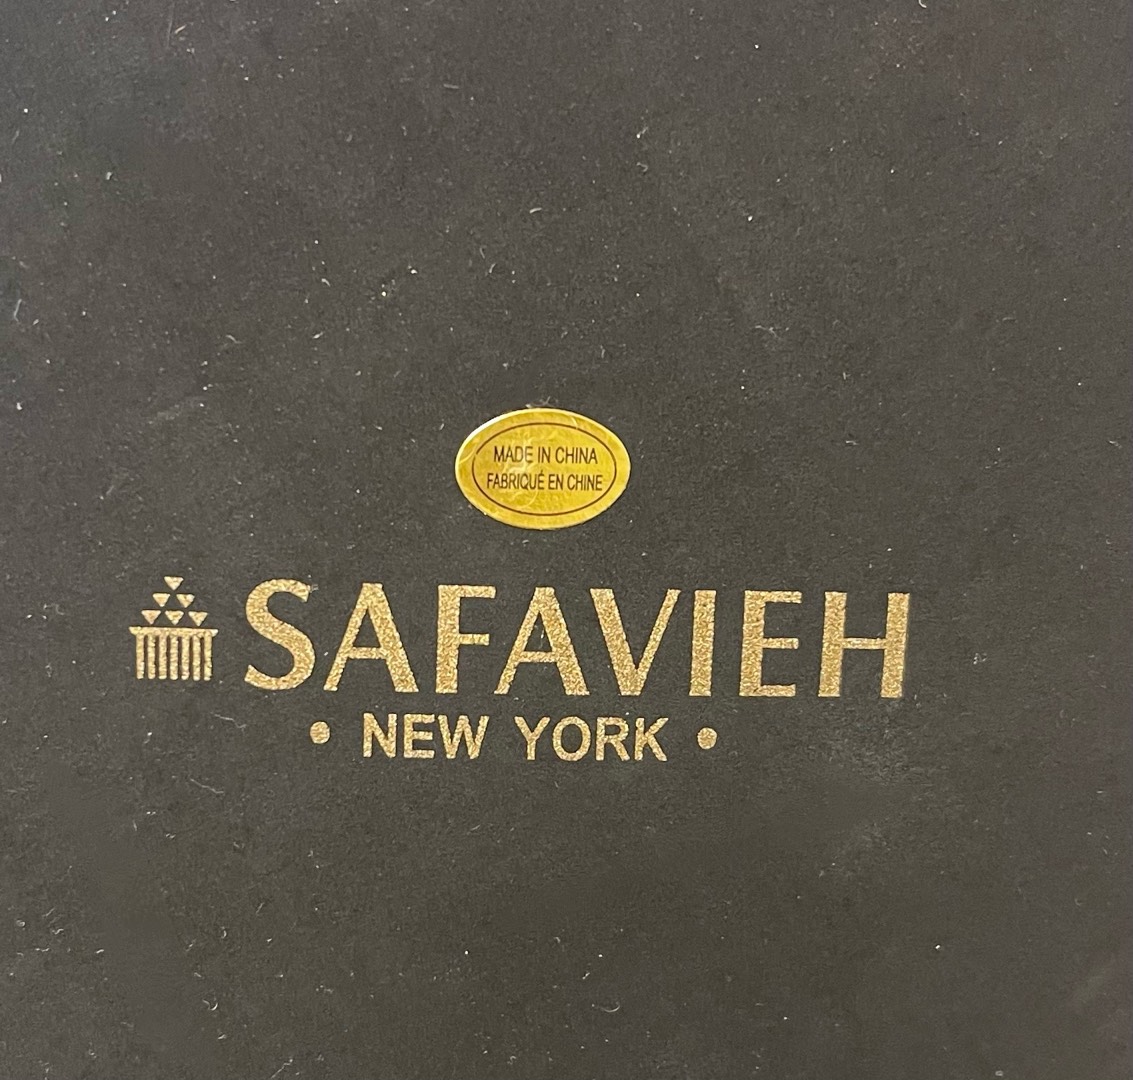 MADE IN CHINA
FABRIQUÉ EN CHINE
SAFAVIEH
• NEW YORK •